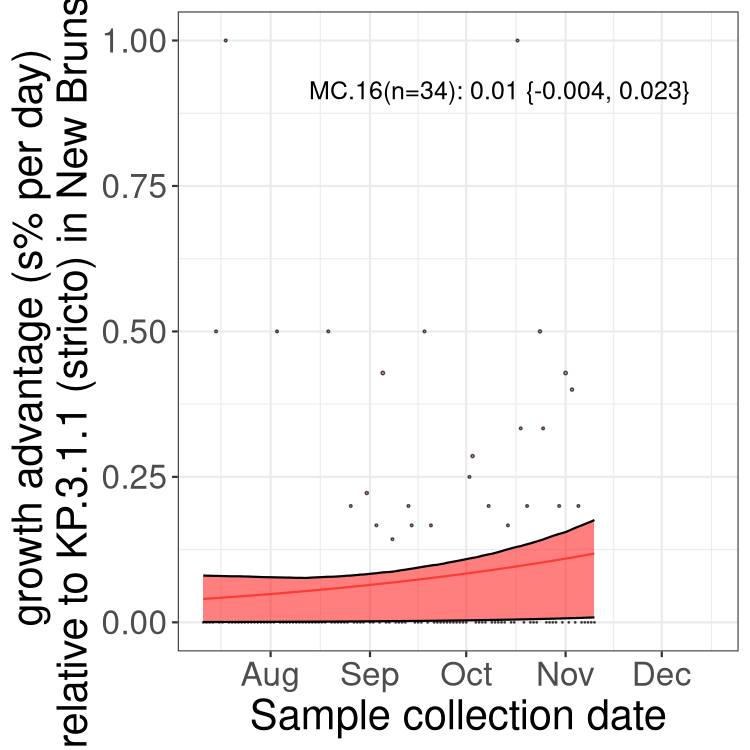 growth advantage (s% per day)
relative to KP.3.1.1 (stricto) in New Bruns
1.00
0.75
0.50
0.25
0.00
MC.16(n=34): 0.01 {-0.004, 0.023}
Aug Sep Oct Nov Dec
Sample collection date